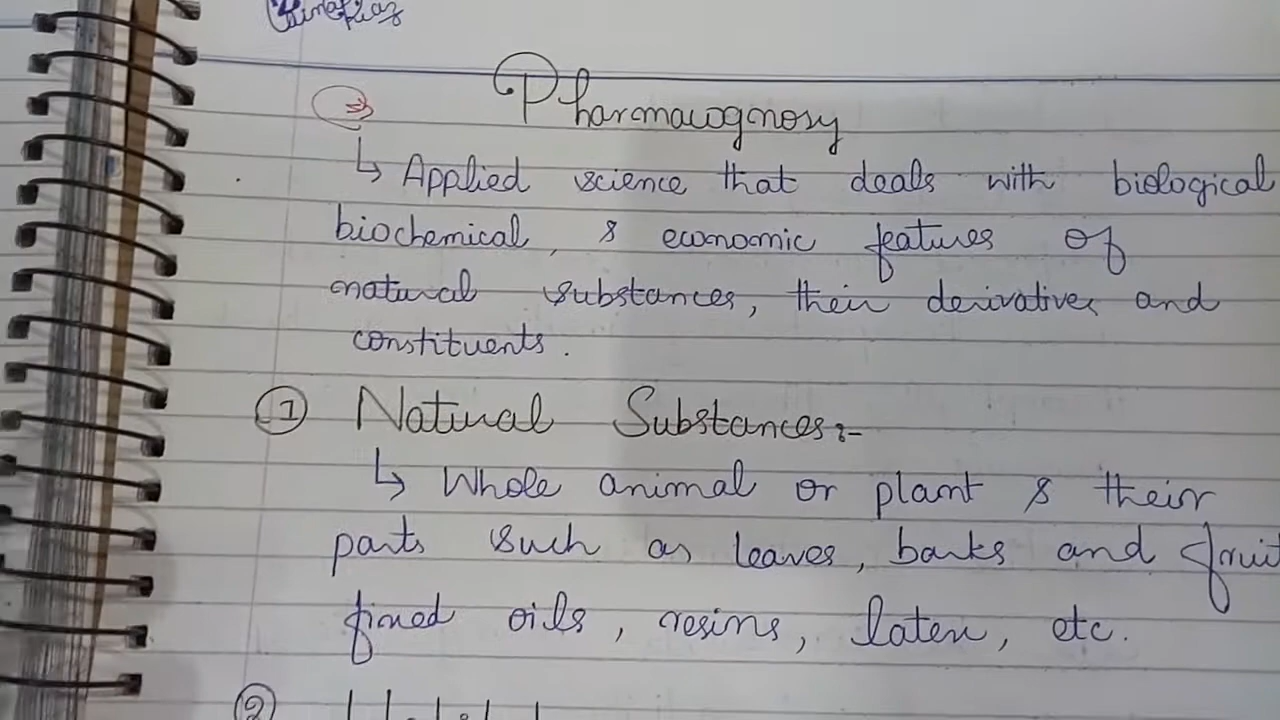 Pharmacognosy
↳ Applied science that deals with biological
biochemical, & economic features of
natural substances, their derivatives and
constituents.
① Natural Substances:-
↳ Whole animal or plant & their
parts such as leaves, barks and fruit
fixed oils, resins, latex, etc.
②